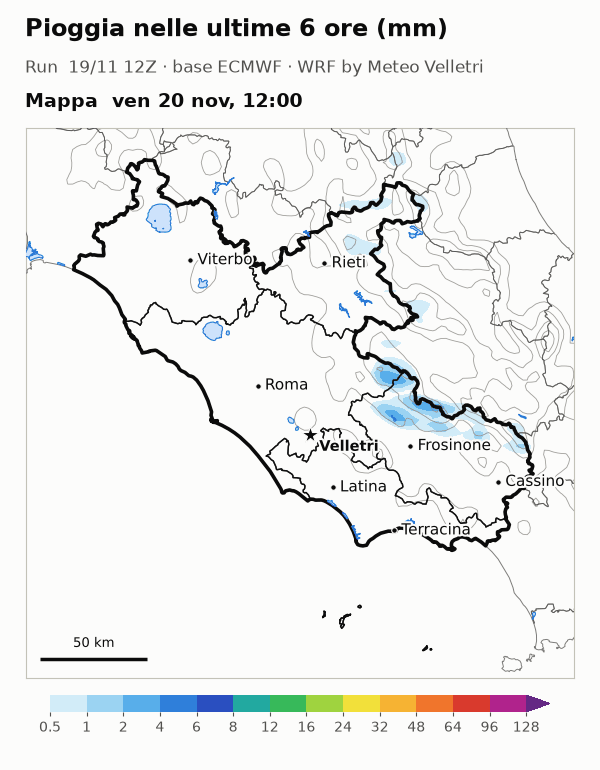 Pioggia nelle ultime 6 ore (mm)
Run  19/11 12Z · base ECMWF · WRF by Meteo Velletri
Mappa  ven 20 nov, 12:00
Viterbo
Rieti
Roma
Velletri
Frosinone
Latina
Cassino
Terracina
50 km
0.5 1 2 4 6 8 12 16 24 32 48 64 96 128